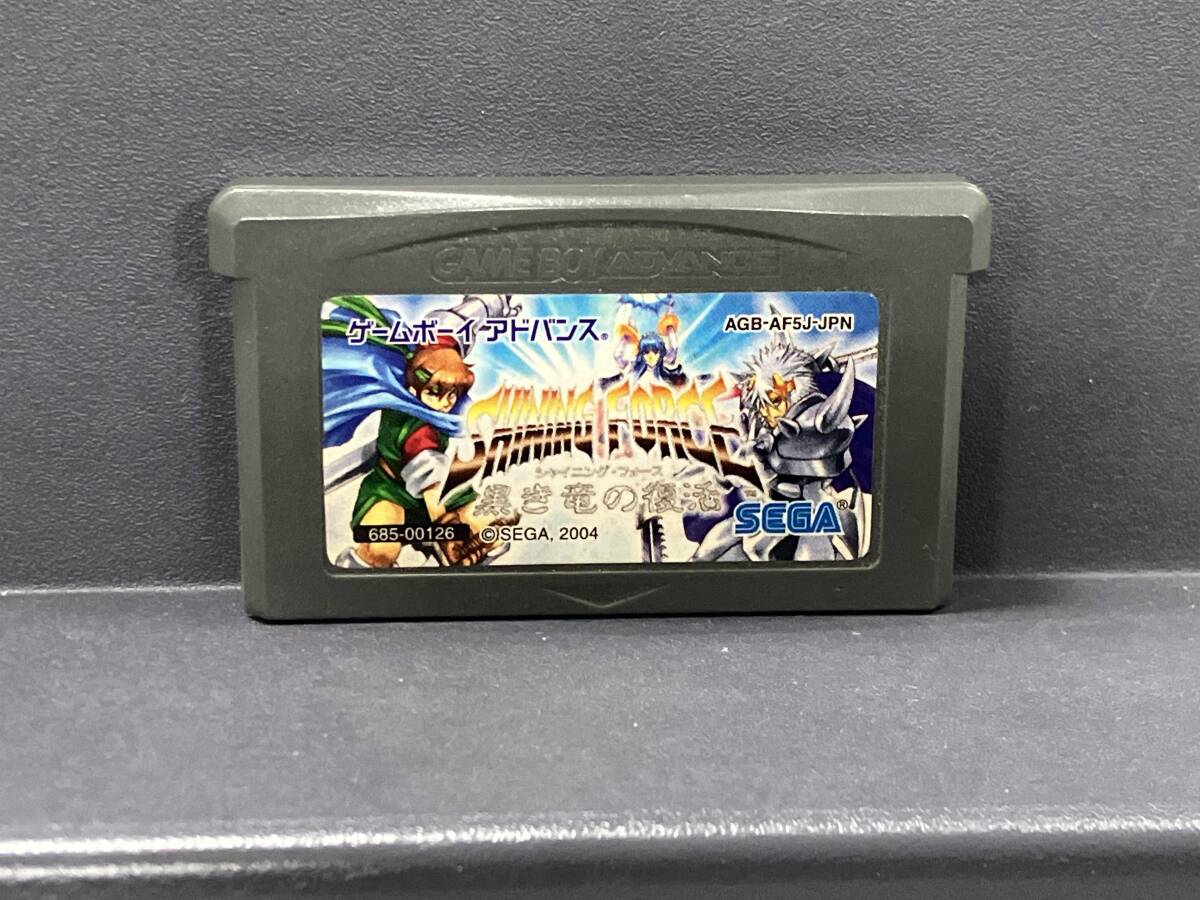 GAME BOY ADVANCE
ゲームボーイ アドバンス®
AGB-AF5J-JPN
SHINING FORCE
シャイニング・フォース
黒き竜の復活
SEGA®
685-00126
©SEGA, 2004